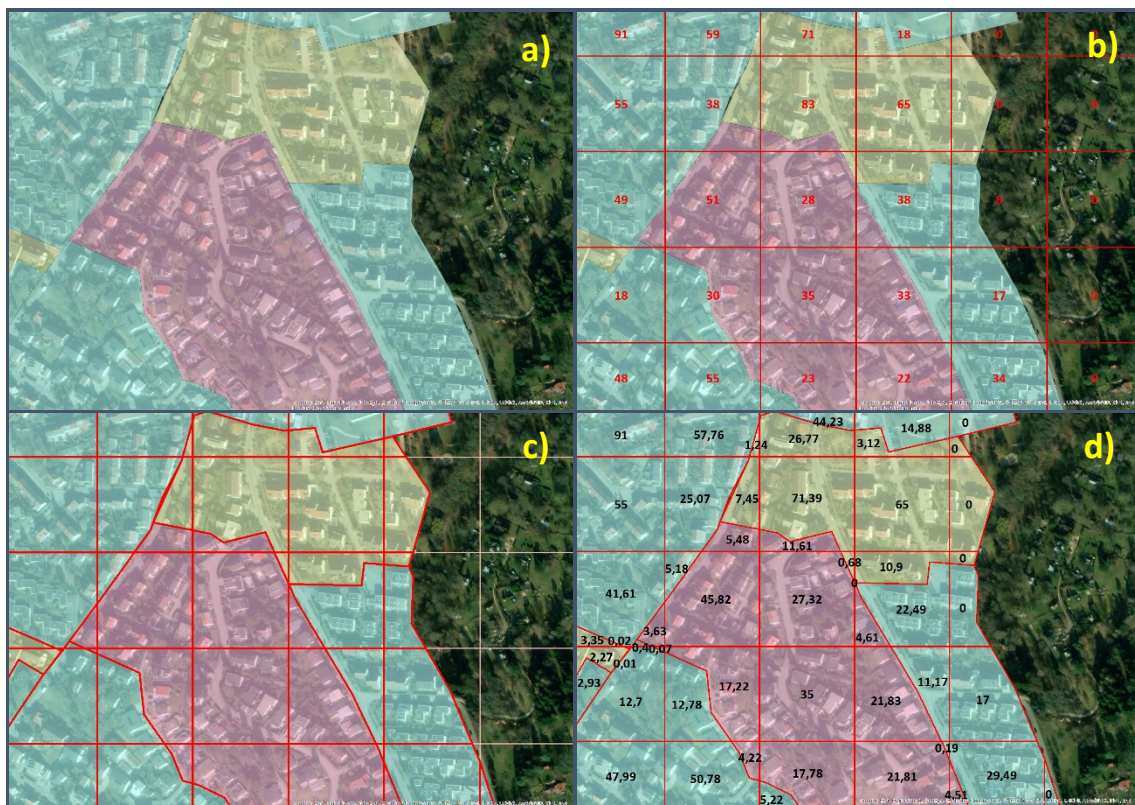 a)
b)
91 59 71 18 0 0
55 38 83 65 0 0
49 51 28 38 0 0
18 30 35 33 17 0
48 55 23 22 34 0
c)
d)
44,23 14,88 0
91 57,76 1,24 26,77 3,12 0
55 25,07 7,45 71,39 65 0
5,48 11,61
5,18 0,68 10,9 0
0
41,61 45,82 27,32 22,49 0
3,35 0,02 3,63 4,61
0,4 0,07
2,27 0,01
2,93 12,7 12,78 17,22 35 21,83 11,17 17
4,22 0,19
47,99 50,78 17,78 21,81 29,49
5,22 4,51 0